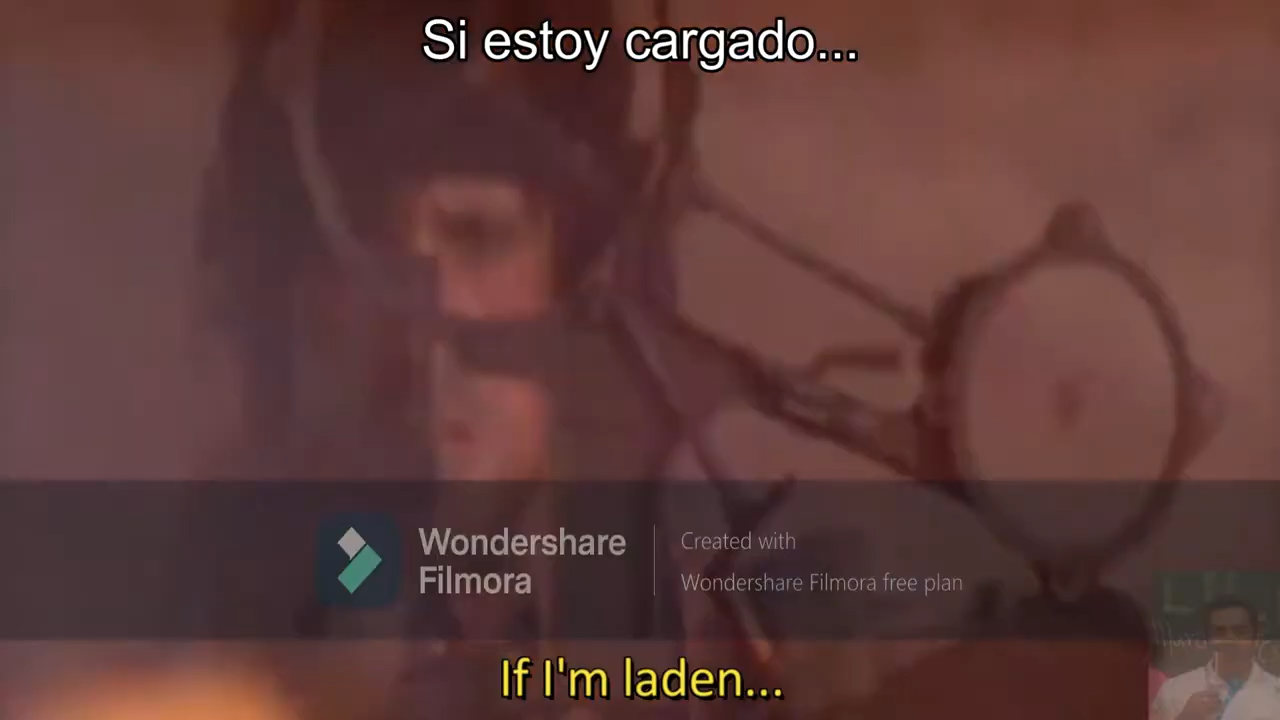 Si estoy cargado...
Wondershare
Filmora
Created with
Wondershare Filmora free plan
If I'm laden...